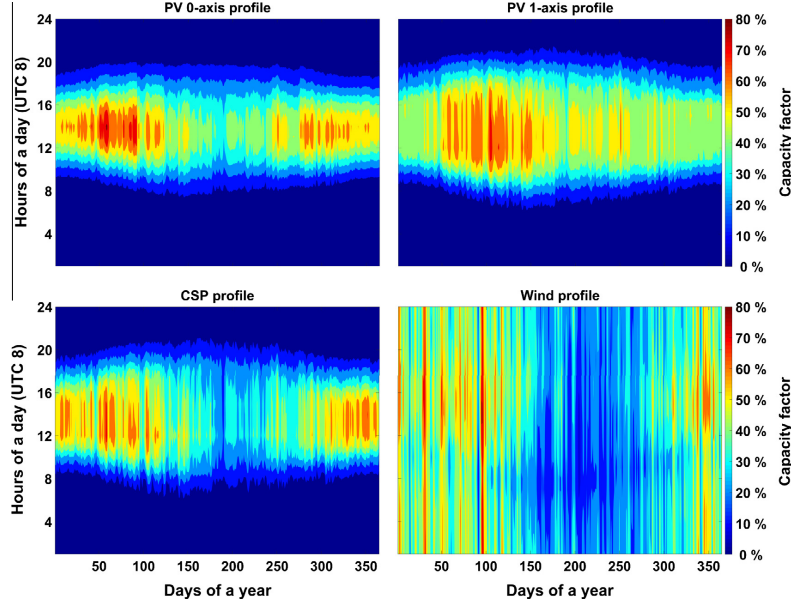 PV 0-axis profile
PV 1-axis profile
24
20
16
12
8
4
Hours of a day (UTC 8)
80 %
70 %
60 %
50 %
40 %
30 %
20 %
10 %
0 %
Capacity factor
CSP profile
Wind profile
24
20
16
12
8
4
Hours of a day (UTC 8)
80 %
70 %
60 %
50 %
40 %
30 %
20 %
10 %
0 %
Capacity factor
50 100 150 200 250 300 350
50 100 150 200 250 300 350
Days of a year
Days of a year